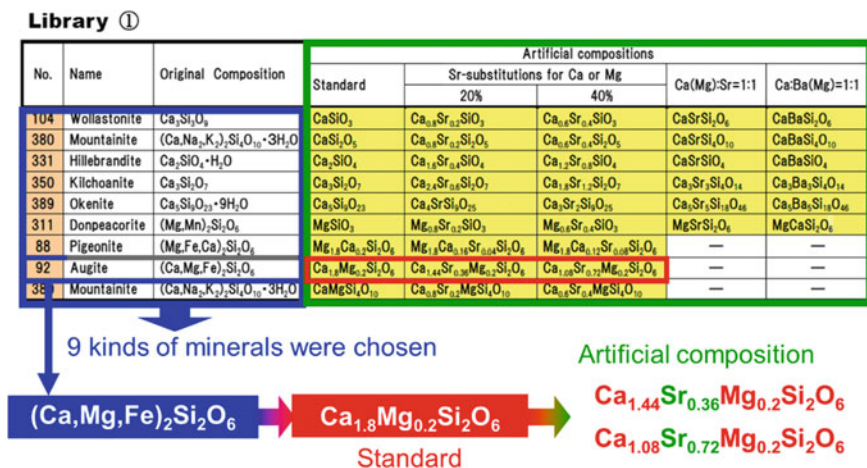 Library ①
No. Name Original Composition Artificial compositions
Standard Sr-substitutions for Ca or Mg Ca(Mg):Sr=1:1 Ca:Ba(Mg)=1:1
20% 40%
104 Wollastonite Ca₃Si₃O₉ CaSiO₃ Ca₀.₈Sr₀.₂SiO₃ Ca₀.₆Sr₀.₄SiO₃ CaSrSi₂O₆ CaBaSi₂O₆
380 Mountainite (Ca,Na₂,K₂)₂Si₄O₁₀・3H₂O CaSi₂O₅ Ca₀.₈Sr₀.₂Si₂O₅ Ca₀.₆Sr₀.₄Si₂O₅ CaSrSi₄O₁₀ CaBaSi₄O₁₀
331 Hillebrandite Ca₂SiO₄・H₂O Ca₂SiO₄ Ca₁.₆Sr₀.₄SiO₄ Ca₁.₂Sr₀.₈SiO₄ CaSrSiO₄ CaBaSiO₄
350 Kilchoanite Ca₃Si₂O₇ Ca₃Si₂O₇ Ca₂.₄Sr₀.₆Si₂O₇ Ca₁.₈Sr₁.₂Si₂O₇ Ca₃Sr₃Si₄O₁₄ Ca₃Ba₃Si₄O₁₄
389 Okenite Ca₅Si₉O₂₃・9H₂O Ca₅Si₉O₂₃ Ca₄SrSi₉O₂₅ Ca₃Sr₂Si₉O₂₅ Ca₅Sr₅Si₁₈O₄₆ Ca₅Ba₅Si₁₈O₄₆
311 Donpeacorite (Mg,Mn)₂Si₂O₆ MgSiO₃ Mg₀.₈Sr₀.₂SiO₃ Mg₀.₆Sr₀.₄SiO₃ MgSrSi₂O₆ MgCaSi₂O₆
88 Pigeonite (Mg,Fe,Ca)₂Si₂O₆ Mg₁.₈Ca₀.₂Si₂O₆ Mg₁.₈Ca₀.₁₆Sr₀.₀₄Si₂O₆ Mg₁.₈Ca₀.₁₂Sr₀.₀₈Si₂O₆ — —
92 Augite (Ca,Mg,Fe)₂Si₂O₆ Ca₁.₈Mg₀.₂Si₂O₆ Ca₁.₄₄Sr₀.₃₆Mg₀.₂Si₂O₆ Ca₁.₀₈Sr₀.₇₂Mg₀.₂Si₂O₆ — —
Mountainite (Ca,Na₂,K₂)₂Si₄O₁₀・3H₂O CaMgSi₄O₁₀ Ca₀.₈Sr₀.₂MgSi₄O₁₀ Ca₀.₆Sr₀.₄MgSi₄O₁₀ — —
9 kinds of minerals were chosen
Artificial composition
(Ca,Mg,Fe)₂Si₂O₆ Ca₁.₈Mg₀.₂Si₂O₆ Ca₁.₄₄Sr₀.₃₆Mg₀.₂Si₂O₆
Ca₁.₀₈Sr₀.₇₂Mg₀.₂Si₂O₆
Standard